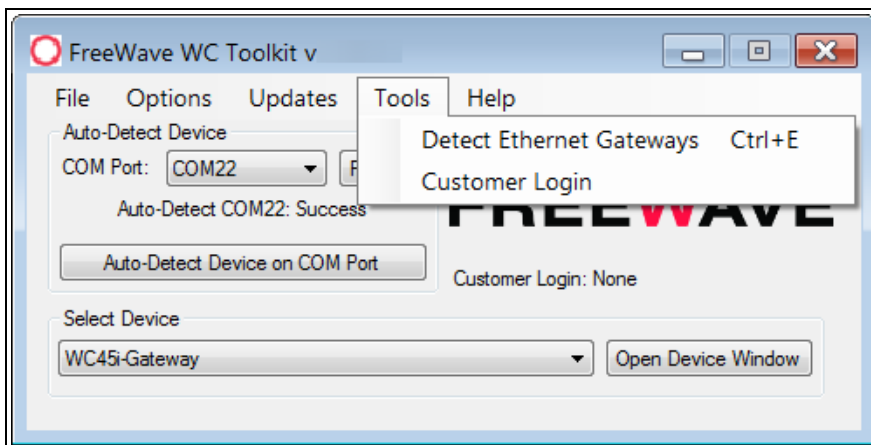 FreeWave WC Toolkit v
File Options Updates Tools Help
Detect Ethernet Gateways Ctrl+E
Customer Login
Auto-Detect Device
COM Port: COM22
Auto-Detect COM22: Success
Auto-Detect Device on COM Port
FREEWAVE
Customer Login: None
Select Device
WC45i-Gateway Open Device Window